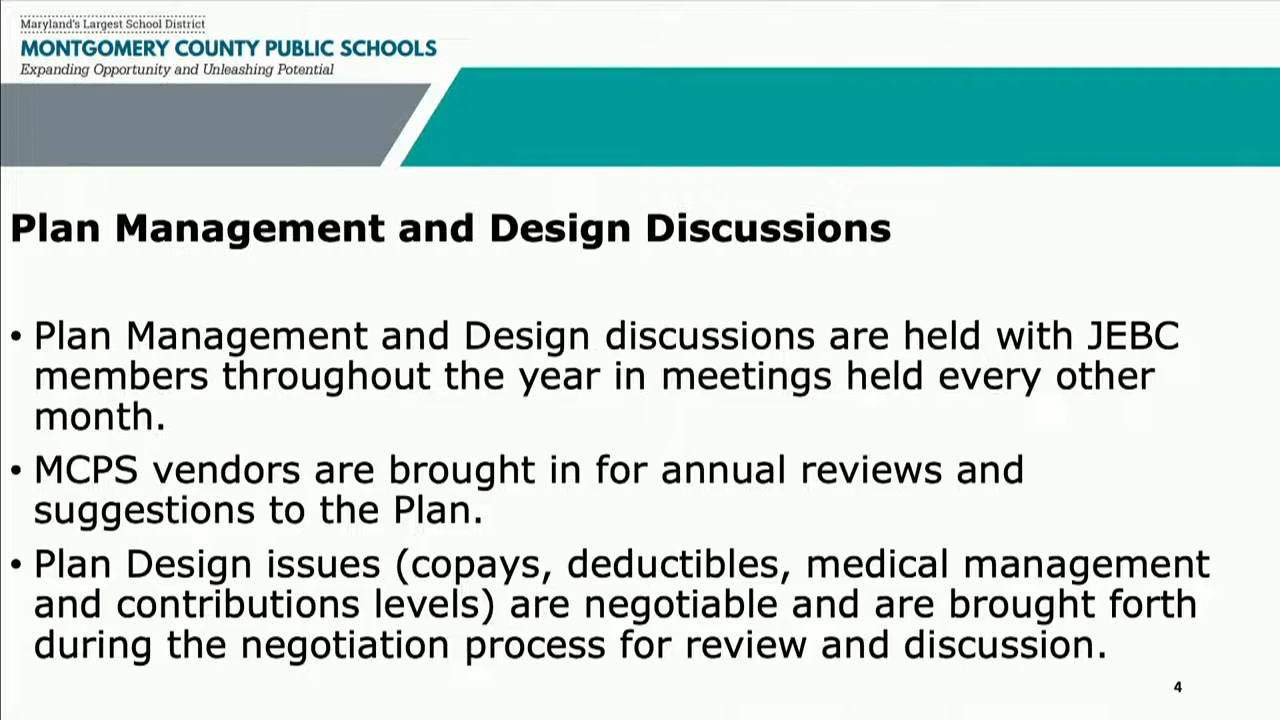 Maryland's Largest School District
MONTGOMERY COUNTY PUBLIC SCHOOLS
Expanding Opportunity and Unleashing Potential
Plan Management and Design Discussions
• Plan Management and Design discussions are held with JEBC
members throughout the year in meetings held every other
month.
• MCPS vendors are brought in for annual reviews and
suggestions to the Plan.
• Plan Design issues (copays, deductibles, medical management
and contributions levels) are negotiable and are brought forth
during the negotiation process for review and discussion.
4